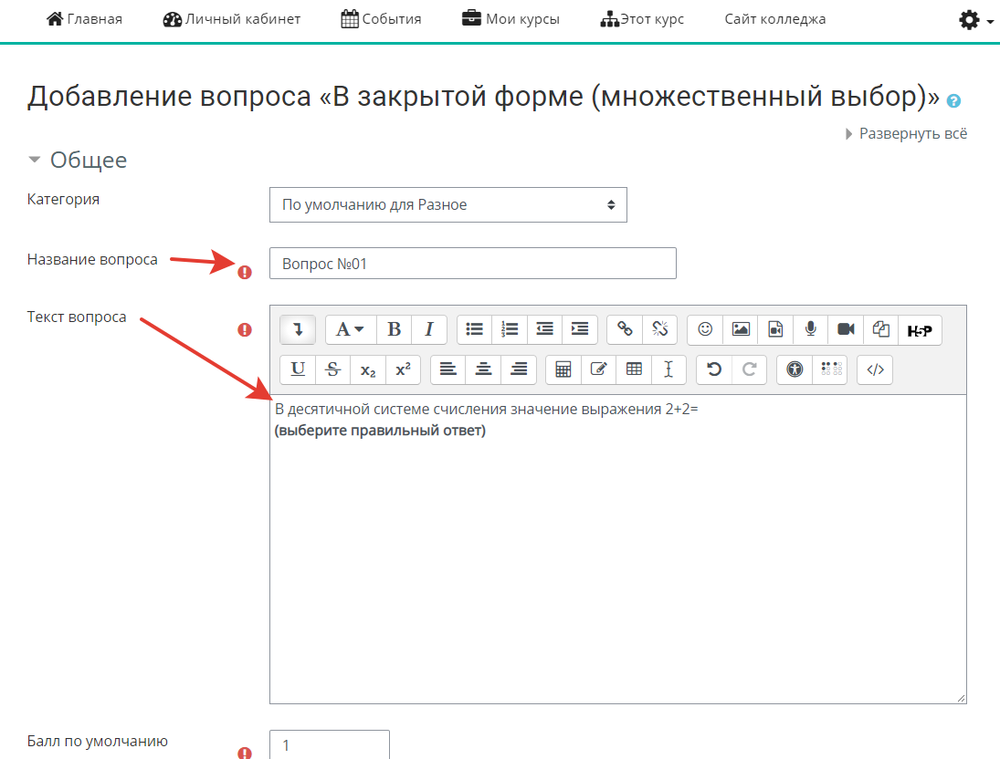 Главная Личный кабинет События Мои курсы Этот курс Сайт колледжа
Добавление вопроса «В закрытой форме (множественный выбор)»
Развернуть всё
Общее
Категория
По умолчанию для Разное
Название вопроса
Вопрос №01
Текст вопроса
A B I H5P
U S x₂ x²
В десятичной системе счисления значение выражения 2+2=
(выберите правильный ответ)
Балл по умолчанию
1